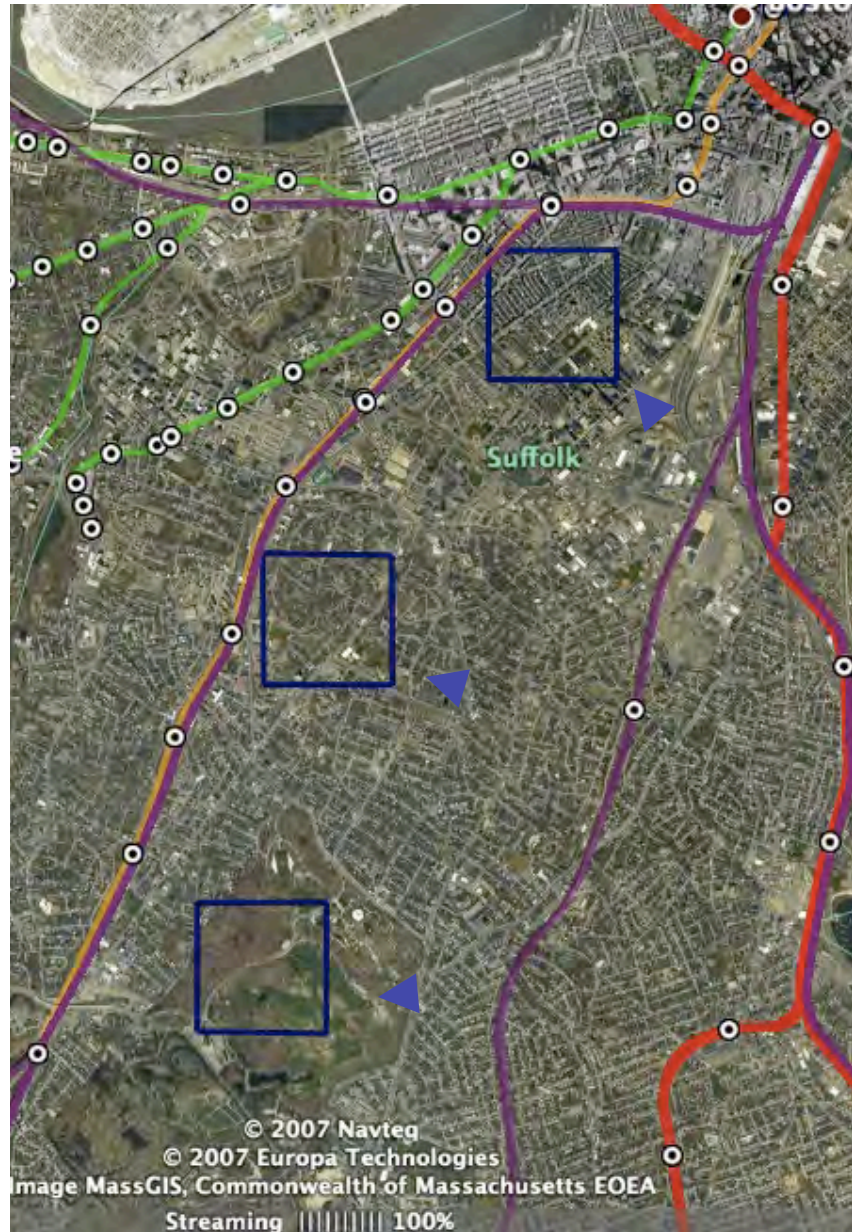 Suffolk
© 2007 Navteq
© 2007 Europa Technologies
Image MassGIS, Commonwealth of Massachusetts EOEA
Streaming |||||||||| 100%